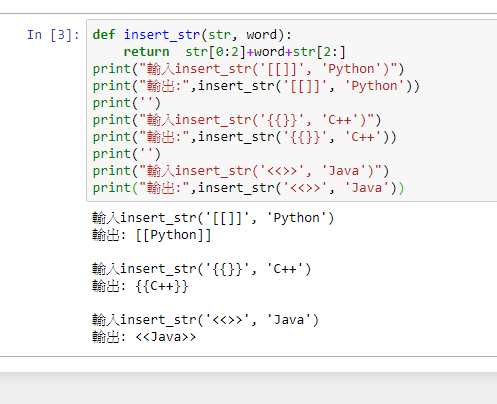 In [3]: def insert_str(str, word):
    return  str[0:2]+word+str[2:]
print("輸入insert_str('[[]]', 'Python')")
print("輸出:",insert_str('[[]]', 'Python'))
print('')
print("輸入insert_str('{{}}', 'C++')")
print("輸出:",insert_str('{{}}', 'C++'))
print('')
print("輸入insert_str('<<>>', 'Java')")
print("輸出:",insert_str('<<>>', 'Java'))
輸入insert_str('[[]]', 'Python')
輸出: [[Python]]
輸入insert_str('{{}}', 'C++')
輸出: {{C++}}
輸入insert_str('<<>>', 'Java')
輸出: <<Java>>